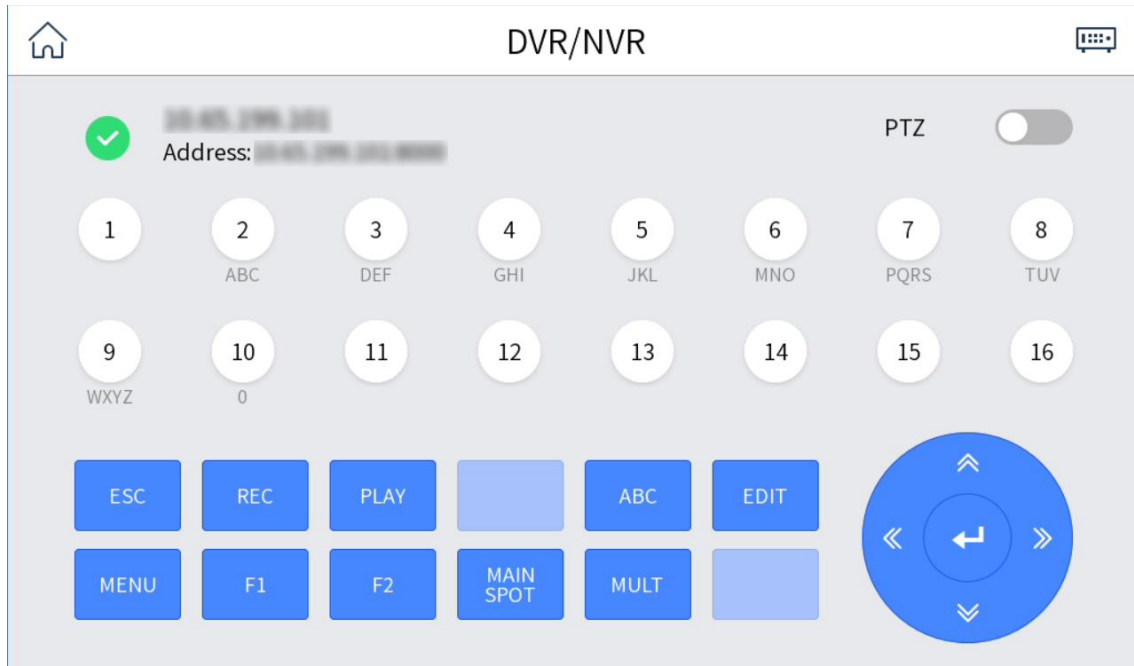 DVR/NVR
PTZ
Address:
1 2 3 4 5 6 7 8
ABC DEF GHI JKL MNO PQRS TUV
9 10 11 12 13 14 15 16
WXYZ 0
ESC REC PLAY ABC EDIT
MENU F1 F2 MAIN SPOT MULT